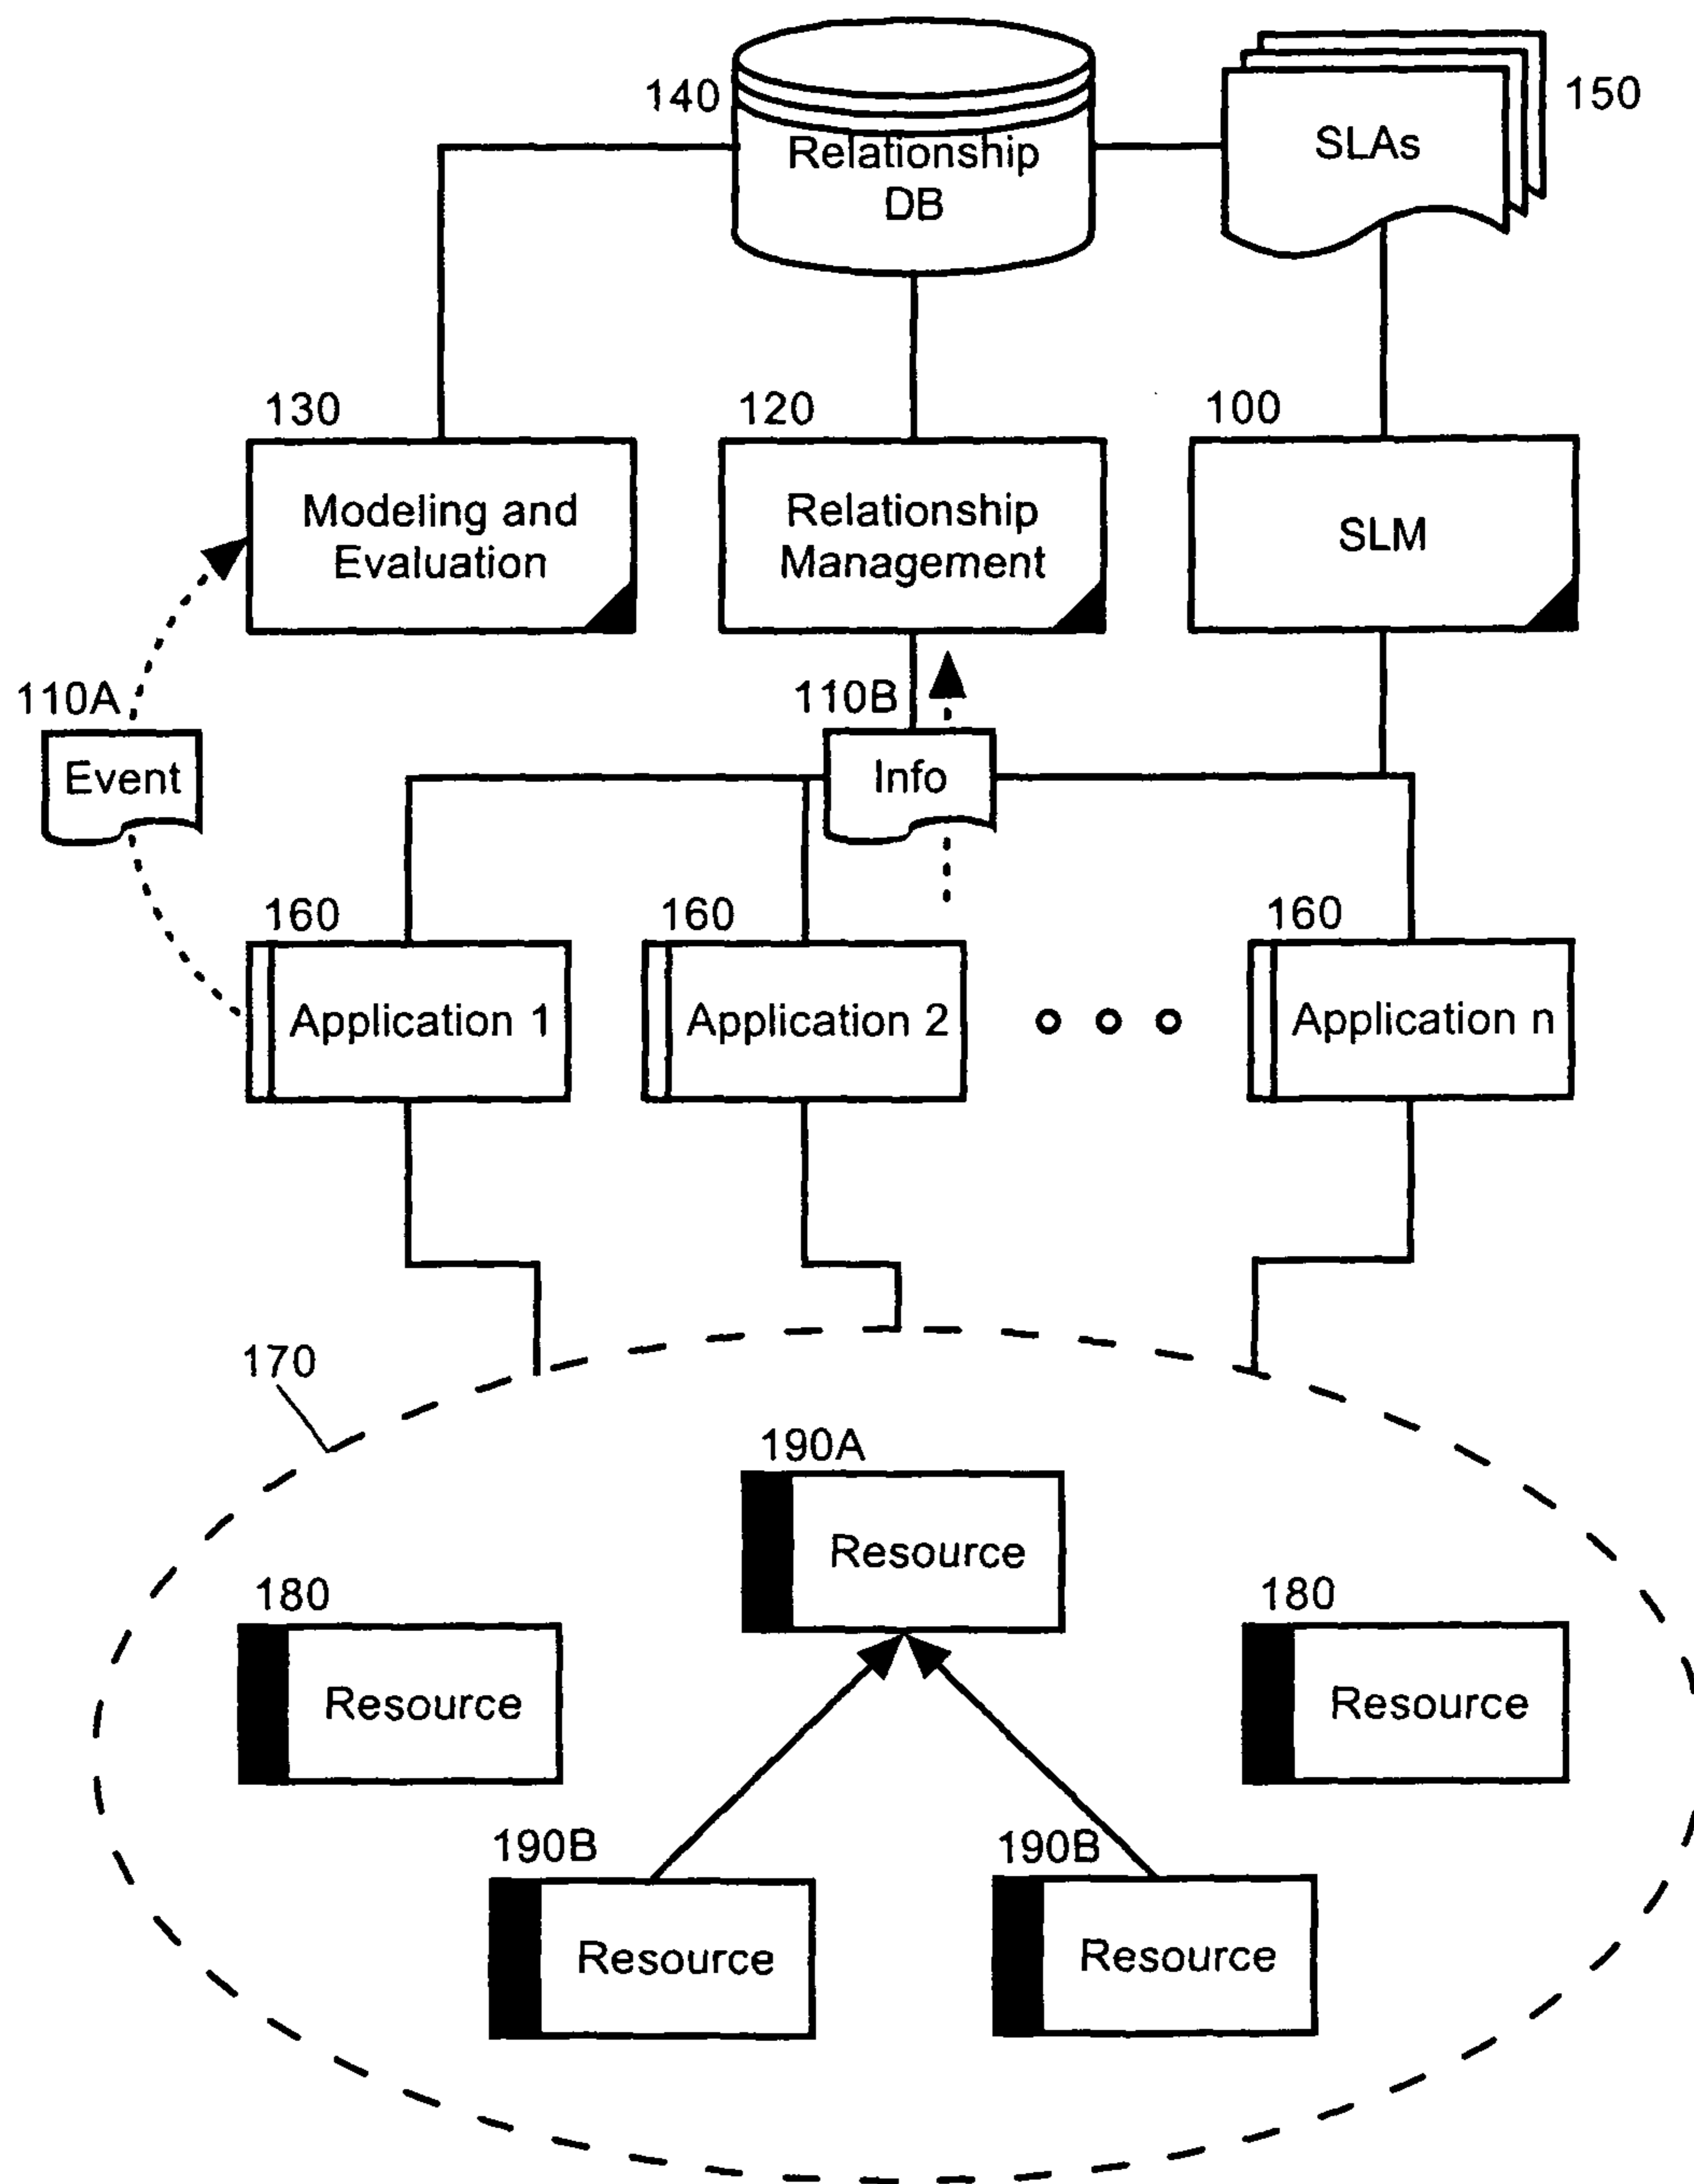 140
Relationship
DB
SLAs
150
130
Modeling and
Evaluation
120
Relationship
Management
100
SLM
110A
Event
110B
Info
160
Application 1
160
Application 2
160
Application n
170
190A
Resource
180
Resource
180
Resource
190B
Resource
190B
Resource